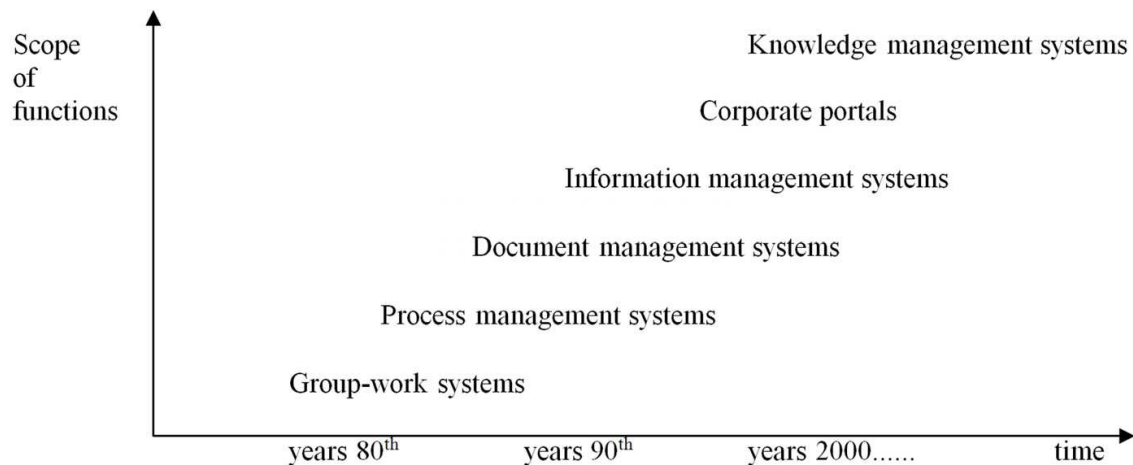 Scope
of
functions
Knowledge management systems
Corporate portals
Information management systems
Document management systems
Process management systems
Group-work systems
years 80th years 90th years 2000...... time